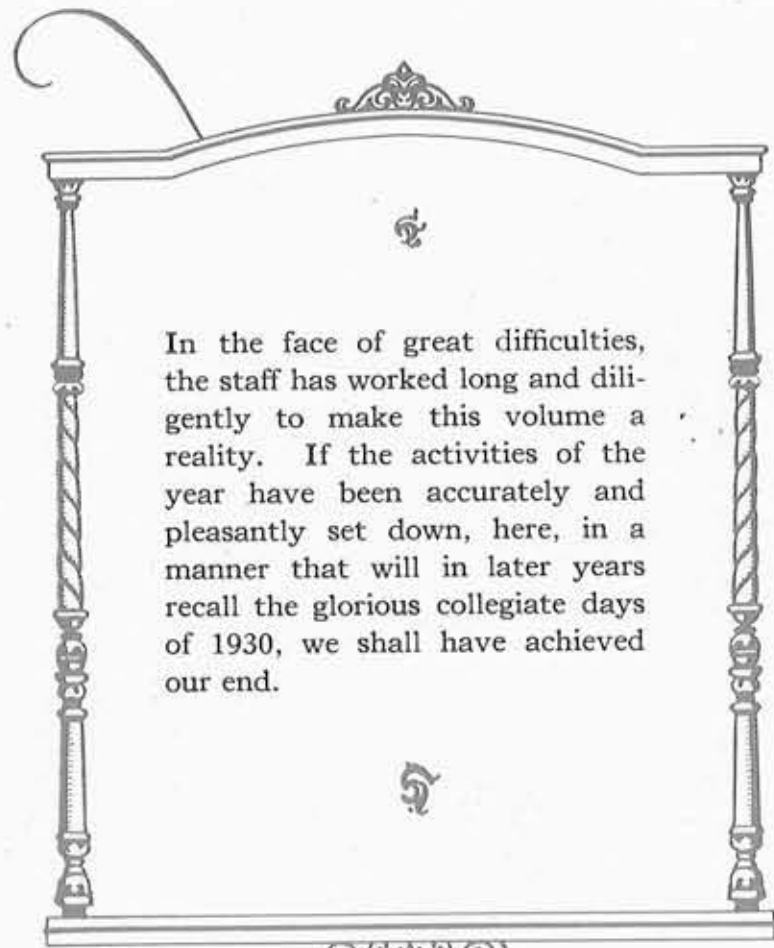 In the face of great difficulties,
the staff has worked long and dili-
gently to make this volume a
reality. If the activities of the
year have been accurately and
pleasantly set down, here, in a
manner that will in later years
recall the glorious collegiate days
of 1930, we shall have achieved
our end.